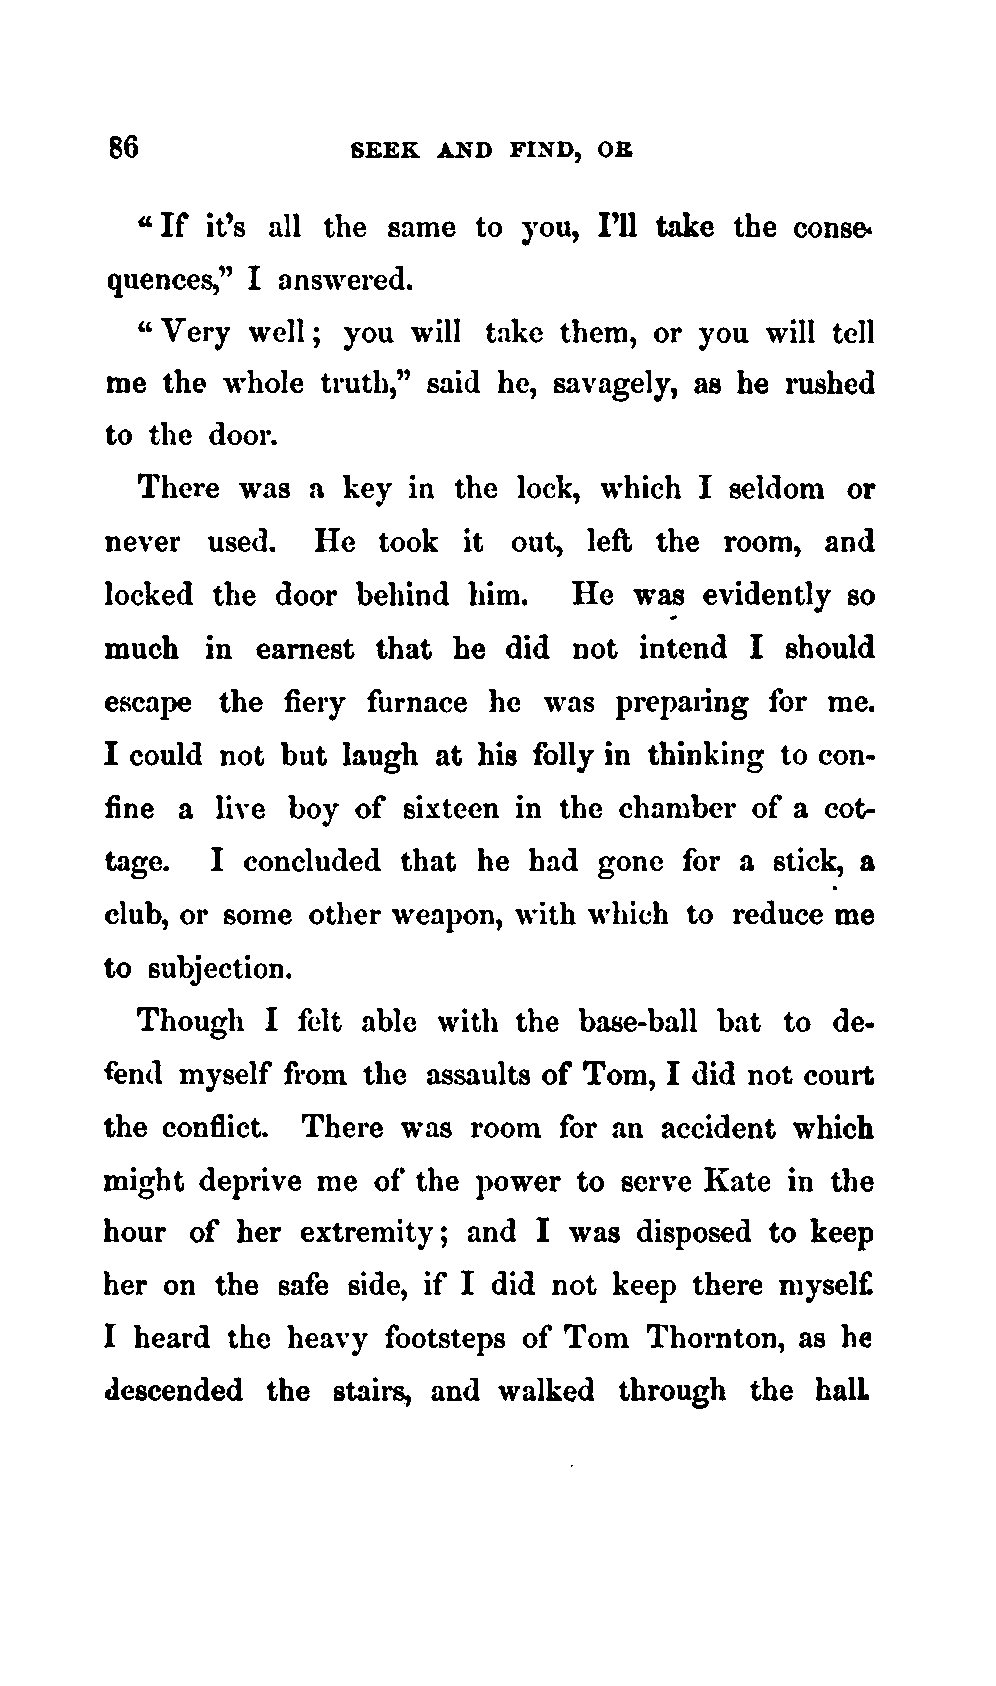 86 SEEK AND FIND, OR
"If it's all the same to you, I'll take the conse-
quences," I answered.
"Very well; you will take them, or you will tell
me the whole truth," said he, savagely, as he rushed
to the door.
There was a key in the lock, which I seldom or
never used. He took it out, left the room, and
locked the door behind him. He was evidently so
much in earnest that he did not intend I should
escape the fiery furnace he was preparing for me.
I could not but laugh at his folly in thinking to con-
fine a live boy of sixteen in the chamber of a cot-
tage. I concluded that he had gone for a stick, a
club, or some other weapon, with which to reduce me
to subjection.
Though I felt able with the base-ball bat to de-
fend myself from the assaults of Tom, I did not court
the conflict. There was room for an accident which
might deprive me of the power to serve Kate in the
hour of her extremity; and I was disposed to keep
her on the safe side, if I did not keep there myself.
I heard the heavy footsteps of Tom Thornton, as he
descended the stairs, and walked through the hall.